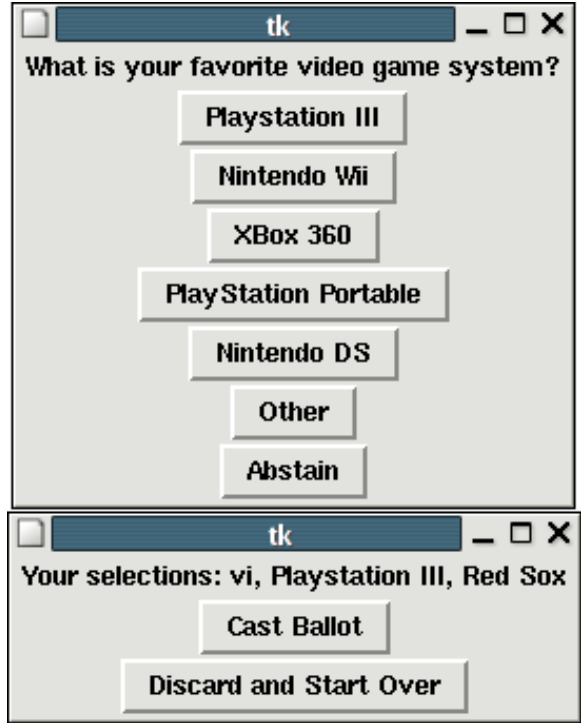 tk
What is your favorite video game system?
Playstation III
Nintendo Wii
XBox 360
PlayStation Portable
Nintendo DS
Other
Abstain
tk
Your selections: vi, Playstation III, Red Sox
Cast Ballot
Discard and Start Over